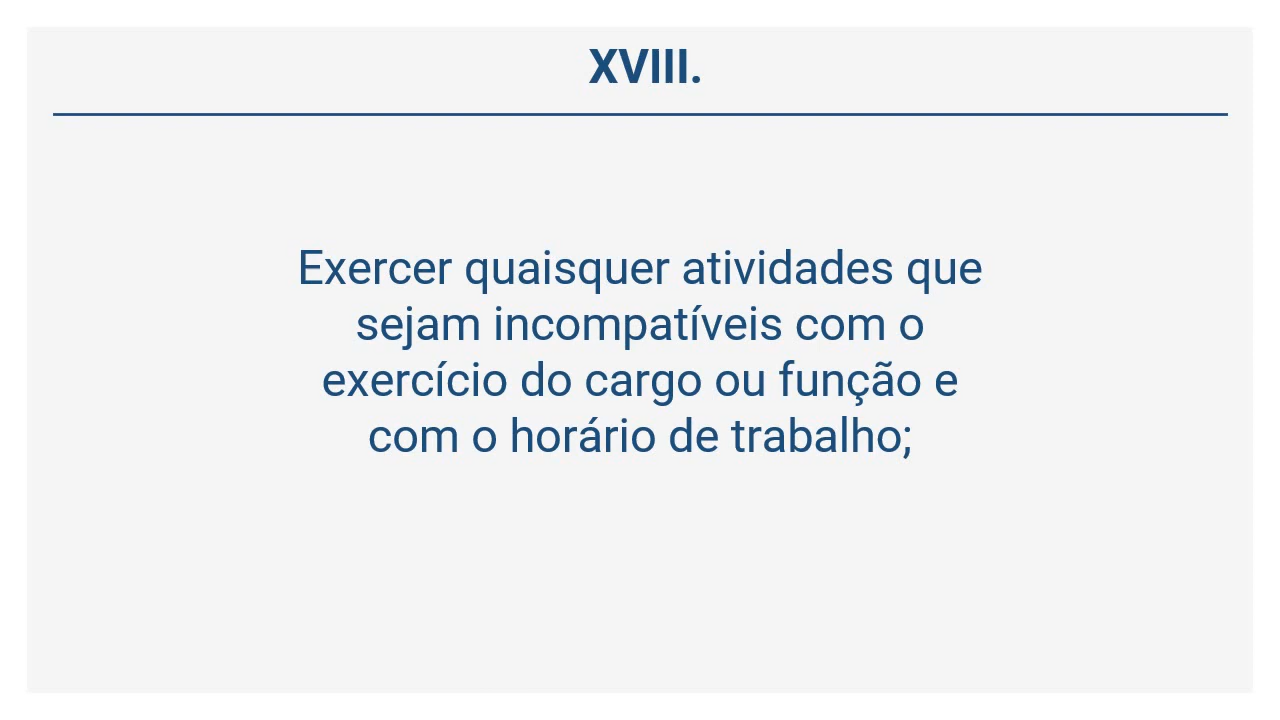 XVIII.
Exercer quaisquer atividades que
sejam incompatíveis com o
exercício do cargo ou função e
com o horário de trabalho;